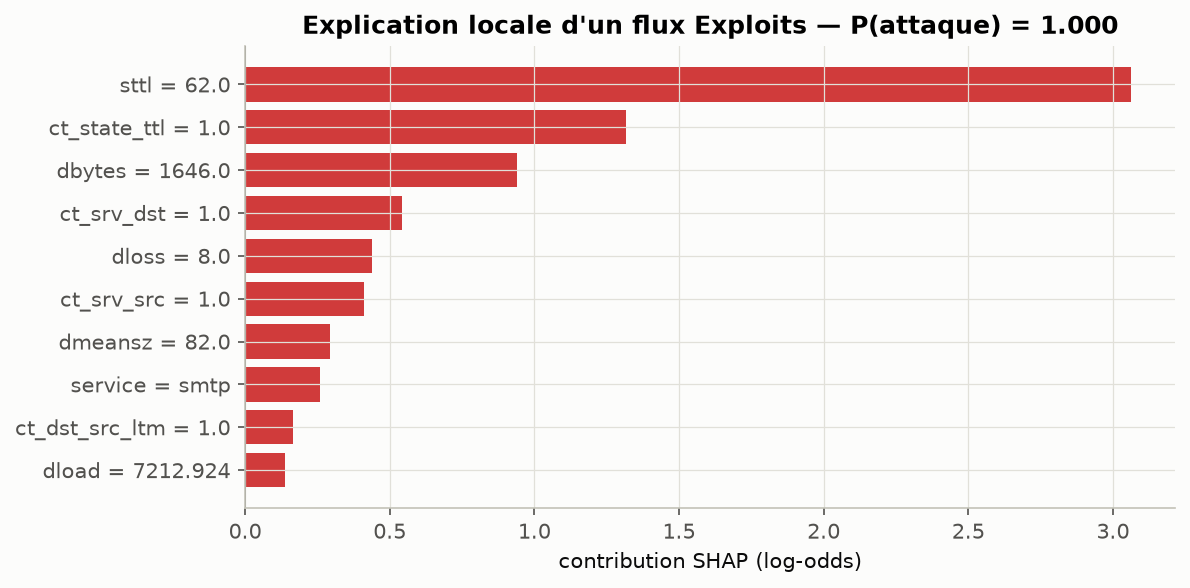 Explication locale d'un flux Exploits — P(attaque) = 1.000
sttl = 62.0
ct_state_ttl = 1.0
dbytes = 1646.0
ct_srv_dst = 1.0
dloss = 8.0
ct_srv_src = 1.0
dmeansz = 82.0
service = smtp
ct_dst_src_ltm = 1.0
dload = 7212.924
0.0 0.5 1.0 1.5 2.0 2.5 3.0
contribution SHAP (log-odds)